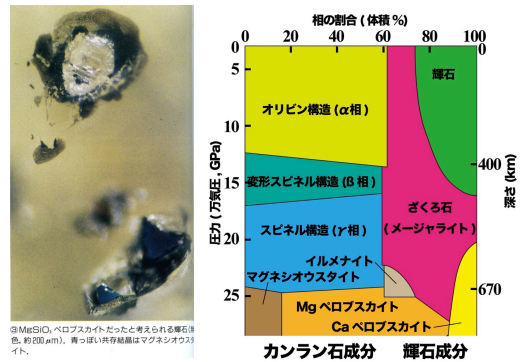 ③MgSiO₃ ペロブスカイトだったと考えられる輝石(無
色、約200μm)。青っぽい共存結晶はマグネシオウス
イト。
相の割合 (体積 %)
0 20 40 60 80 100
圧力 (万気圧, GPa)
0
5
10
15
20
25
深さ (km)
0
400
670
輝石
オリビン構造 (α相)
変形スピネル構造 (β 相)
ざくろ石
(メージャライト)
スピネル構造 (γ相)
イルメナイト
マグネシオウスタイト
Mg ペロブスカイト
Ca ペロブスカイト
カンラン石成分 輝石成分